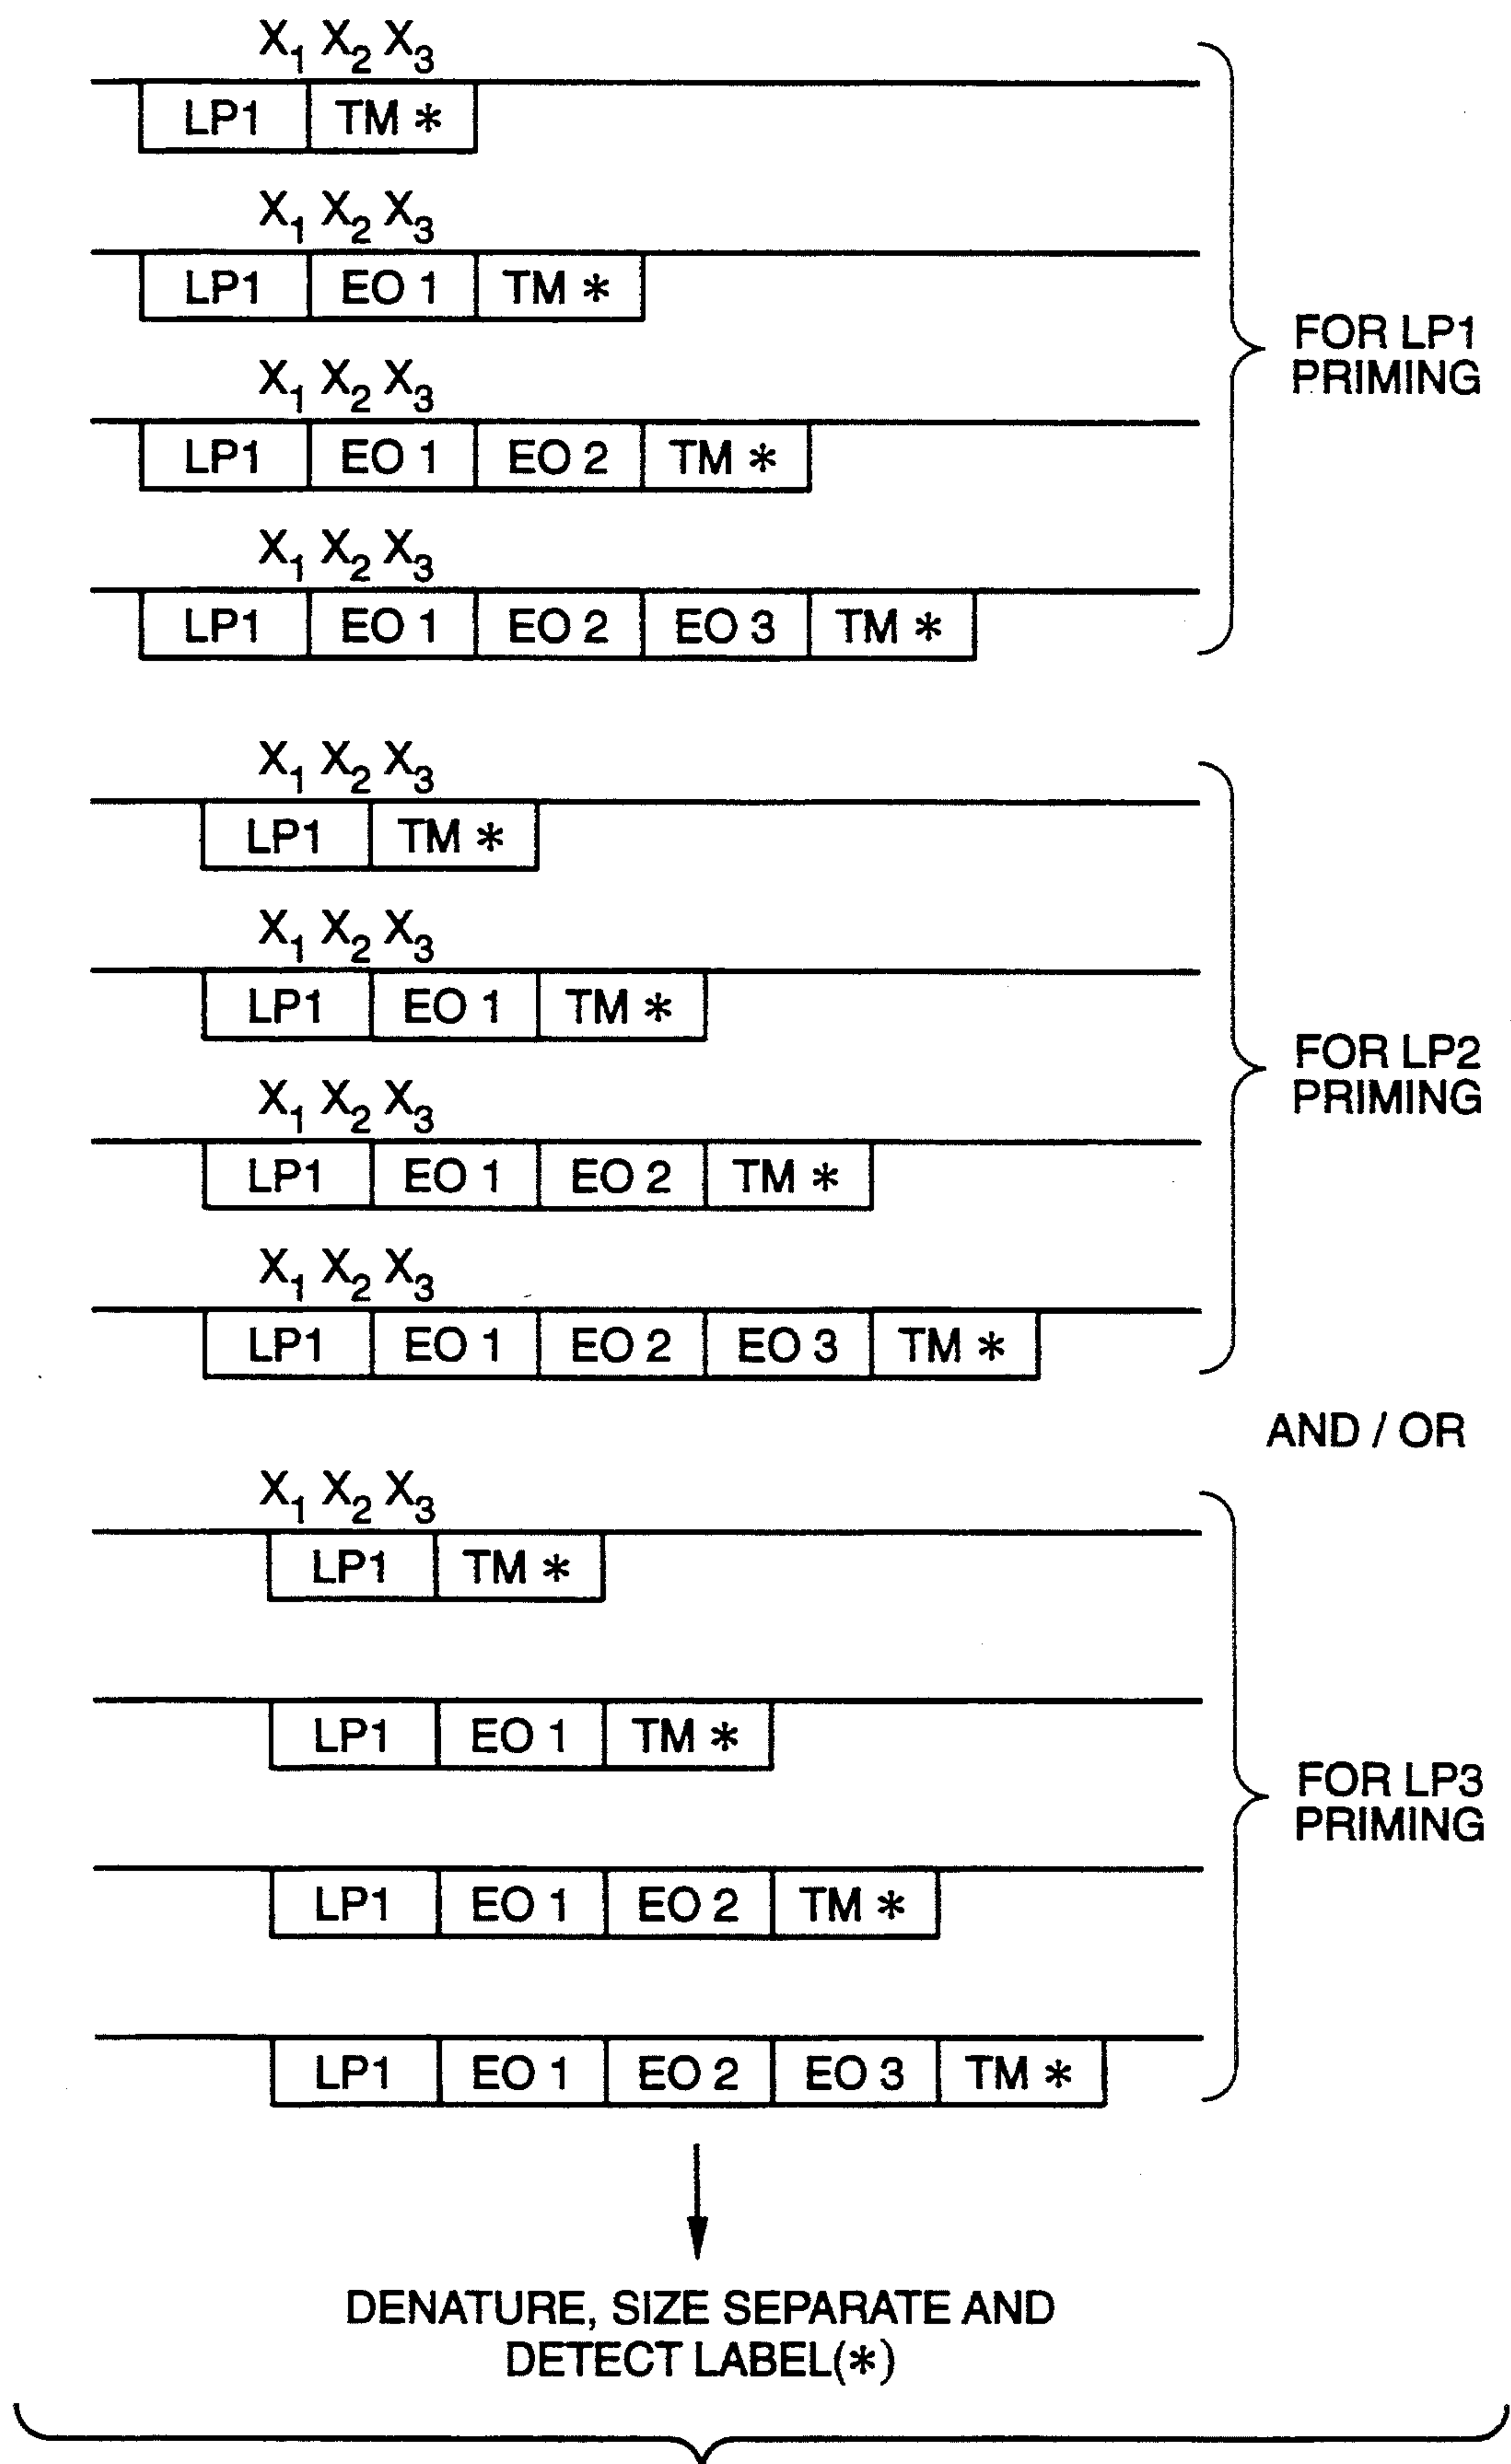 X₁ X₂ X₃
LP1 TM *
X₁ X₂ X₃
LP1 EO 1 TM *
X₁ X₂ X₃
LP1 EO 1 EO 2 TM *
X₁ X₂ X₃
LP1 EO 1 EO 2 EO 3 TM *
FOR LP1
PRIMING
X₁ X₂ X₃
LP1 TM *
X₁ X₂ X₃
LP1 EO 1 TM *
X₁ X₂ X₃
LP1 EO 1 EO 2 TM *
X₁ X₂ X₃
LP1 EO 1 EO 2 EO 3 TM *
FOR LP2
PRIMING
AND / OR
X₁ X₂ X₃
LP1 TM *
LP1 EO 1 TM *
LP1 EO 1 EO 2 TM *
LP1 EO 1 EO 2 EO 3 TM *
FOR LP3
PRIMING
DENATURE, SIZE SEPARATE AND
DETECT LABEL(*)